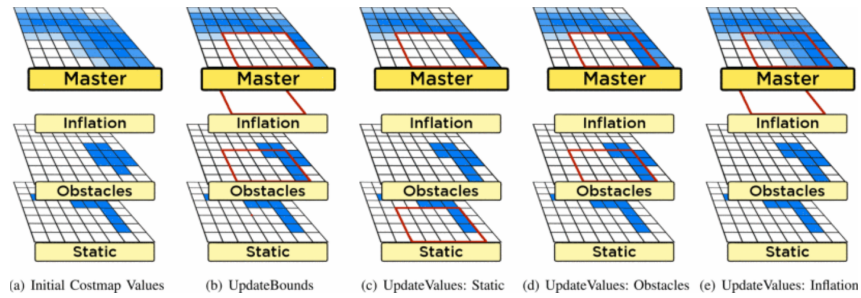 Master Master Master Master Master
Inflation Inflation Inflation Inflation Inflation
Obstacles Obstacles Obstacles Obstacles Obstacles
Static Static Static Static Static
(a) Initial Costmap Values (b) UpdateBounds (c) UpdateValues: Static (d) UpdateValues: Obstacles (e) UpdateValues: Inflation